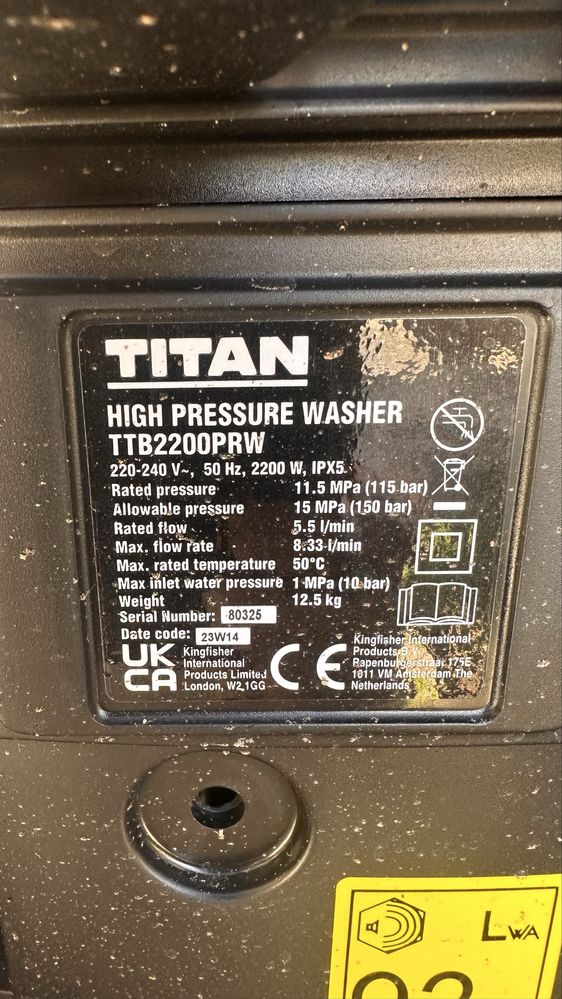 TITAN
HIGH PRESSURE WASHER
TTB2200PRW
220-240 V~, 50 Hz, 2200 W, IPX5
Rated pressure 11.5 MPa (115 bar)
Allowable pressure 15 MPa (150 bar)
Rated flow 5.5 l/min
Max. flow rate 8.33 l/min
Max. rated temperature 50°C
Max inlet water pressure 1 MPa (10 bar)
Weight 12.5 kg
Serial Number: 80325
Date code: 23W14
UK
CA
Kingfisher
International
Products Limited
London, W2 1GG
CE
Kingfisher International
Products B.V.
Papenburgerstraat 175E
1011 VM Amsterdam The
Netherlands
LWA